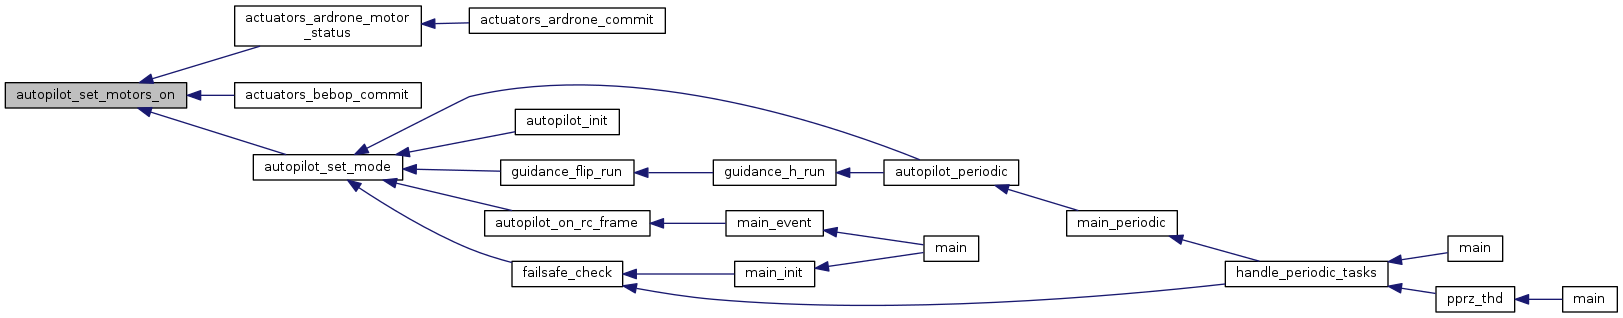 actuators_ardrone_motor
_status
actuators_ardrone_commit
autopilot_set_motors_on
actuators_bebop_commit
autopilot_init
autopilot_set_mode
guidance_flip_run
guidance_h_run
autopilot_periodic
autopilot_on_rc_frame
main_event
main_periodic
main
main
failsafe_check
main_init
handle_periodic_tasks
pprz_thd
main